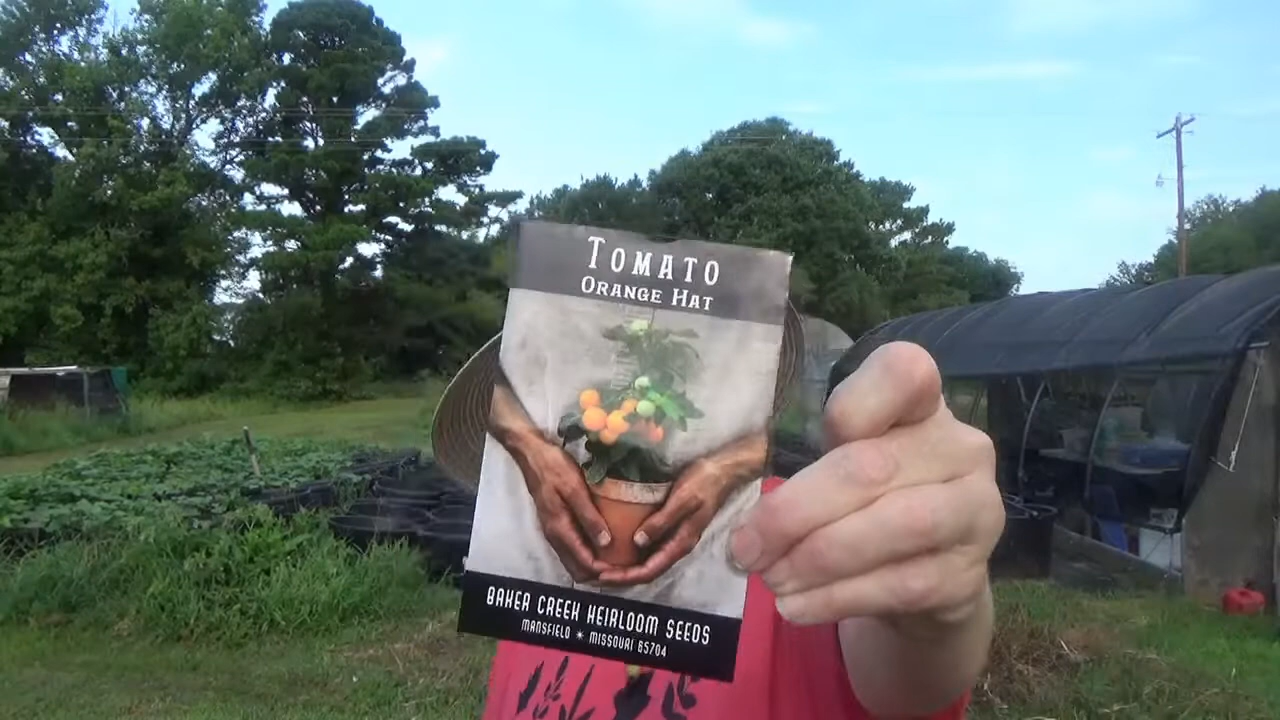 TOMATO
ORANGE HAT
BAKER CREEK HEIRLOOM SEEDS
MANSFIELD ✴ MISSOURI 65704